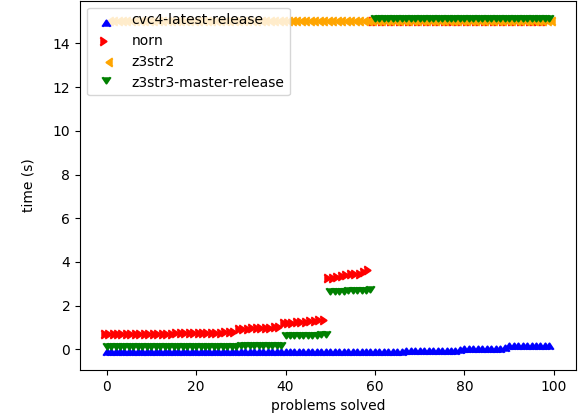 cvc4-latest-release
norn
z3str2
z3str3-master-release
14
12
10
8
6
4
2
0
time (s)
0 20 40 60 80 100
problems solved